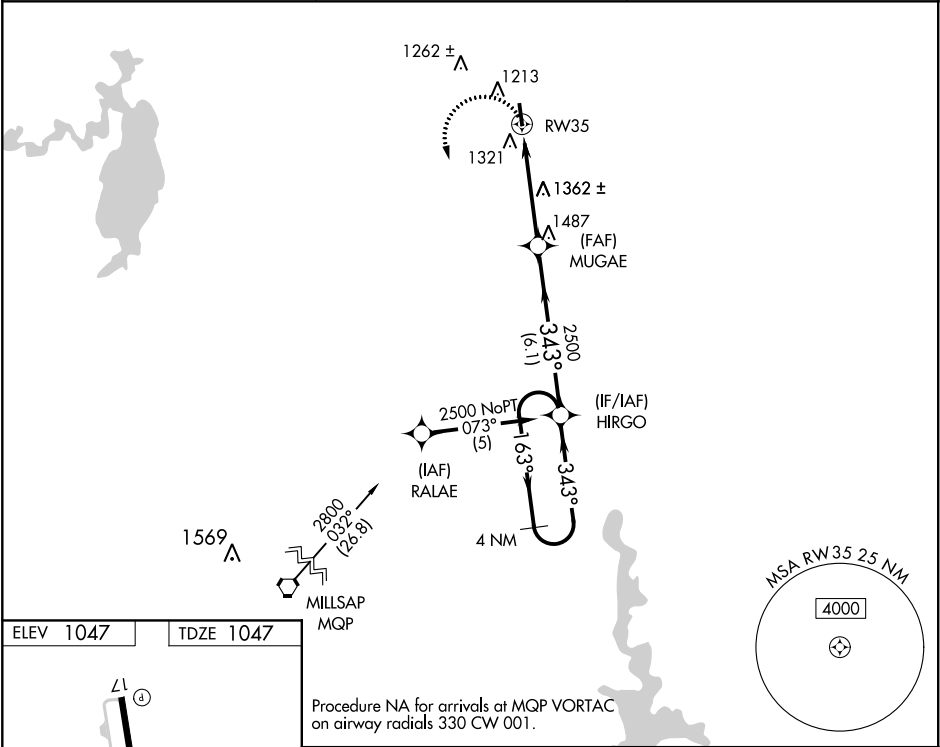 1262 ±
1213
RW35
1321
1362 ±
1487
(FAF)
MUGAE
2500
343°
(6.1)
(IF/IAF)
HIRGO
2500 NoPT
073°
(5)
163°
343°
(IAF)
RALAE
4 NM
2800
032°
(26.8)
1569
MILLSAP
MQP
MSA RW35 25 NM
4000
ELEV 1047
TDZE 1047
17
P
Procedure NA for arrivals at MQP VORTAC
on airway radials 330 CW 001.